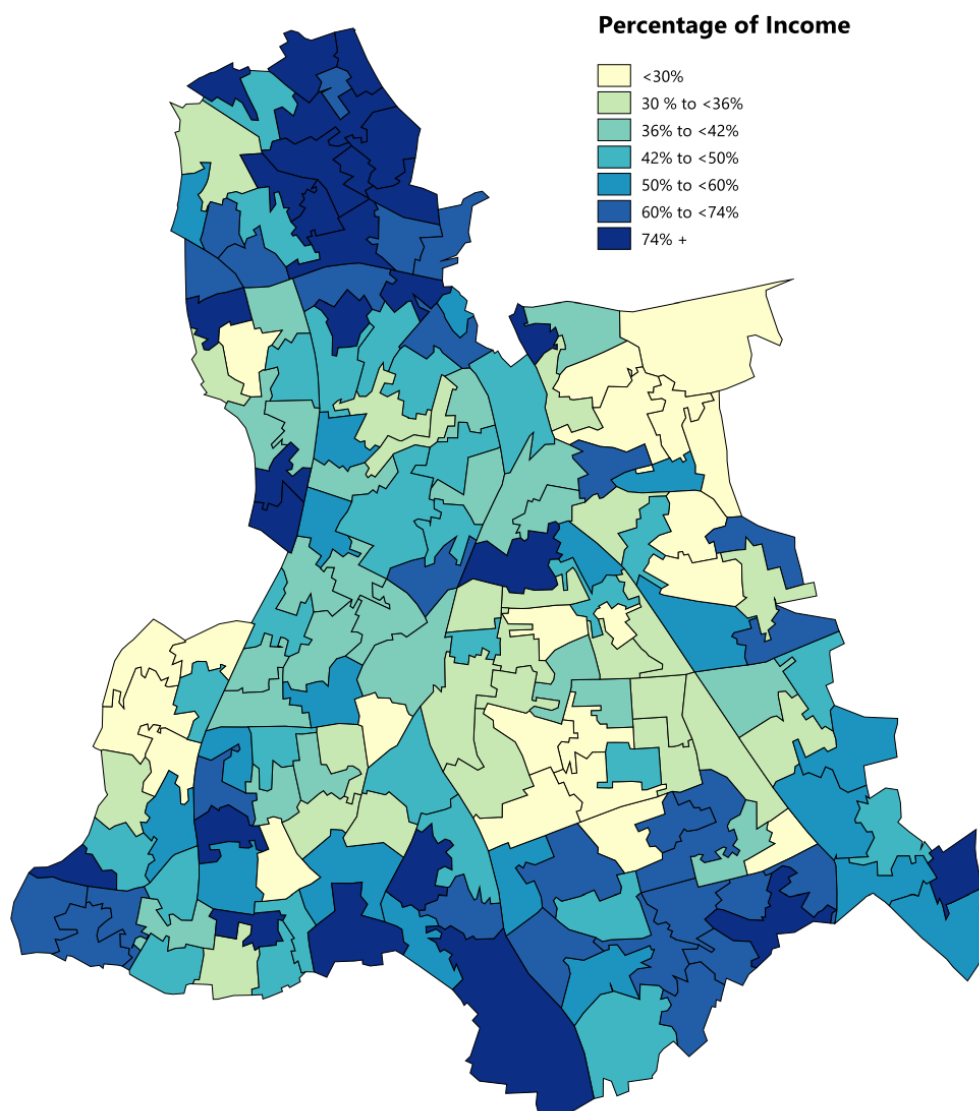 Percentage of Income
<30%
30 % to <36%
36% to <42%
42% to <50%
50% to <60%
60% to <74%
74% +